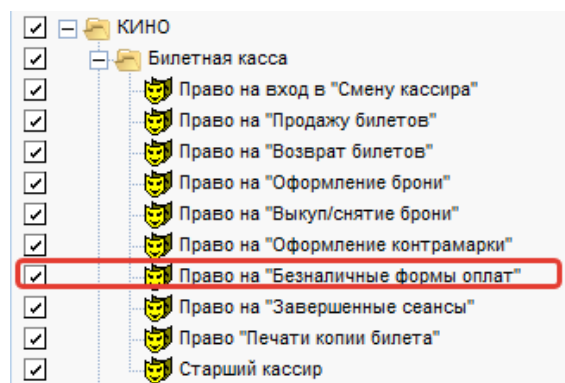 КИНО
Билетная касса
Право на вход в "Смену кассира"
Право на "Продажу билетов"
Право на "Возврат билетов"
Право на "Оформление брони"
Право на "Выкуп/снятие брони"
Право на "Оформление контрамарки"
Право на "Безналичные формы оплат"
Право на "Завершенные сеансы"
Право "Печати копии билета"
Старший кассир